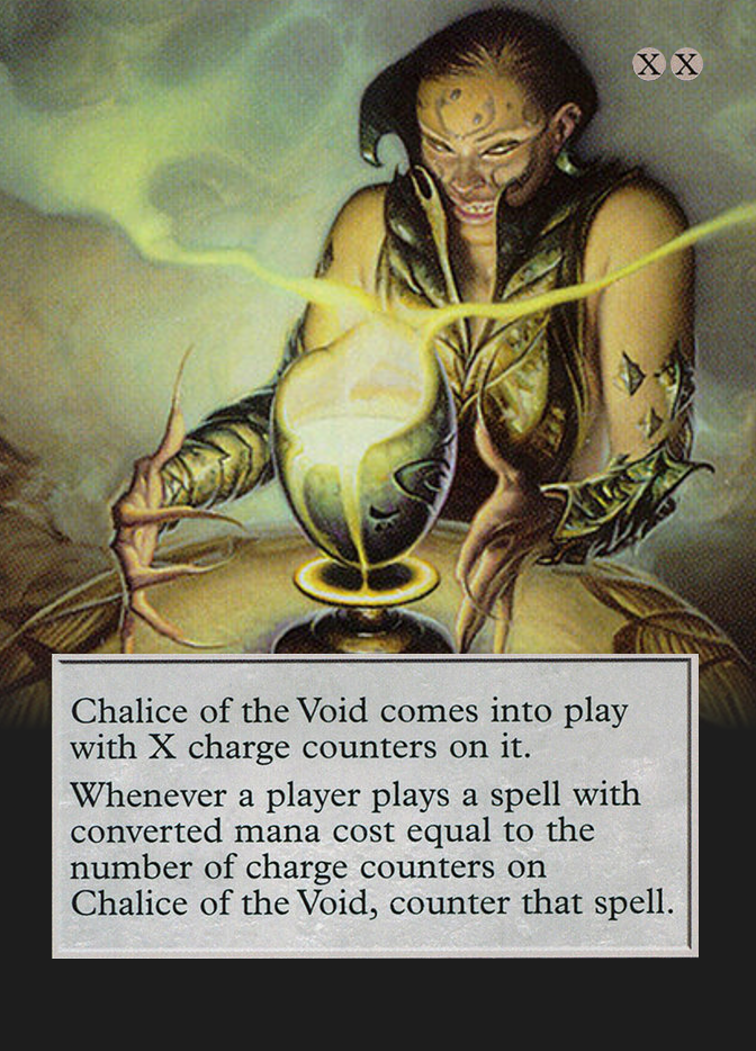 X X
Chalice of the Void comes into play
with X charge counters on it.
Whenever a player plays a spell with
converted mana cost equal to the
number of charge counters on
Chalice of the Void, counter that spell.